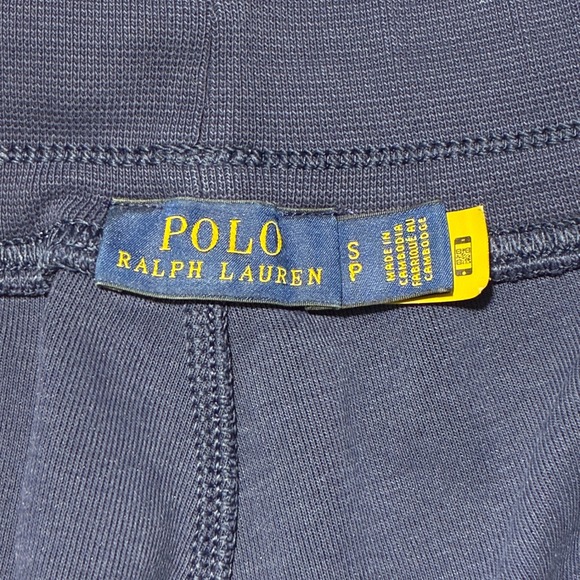 POLO
RALPH LAUREN
S
P
MADE IN
CAMBODIA
FABRIQUÉ AU
CAMBODGE